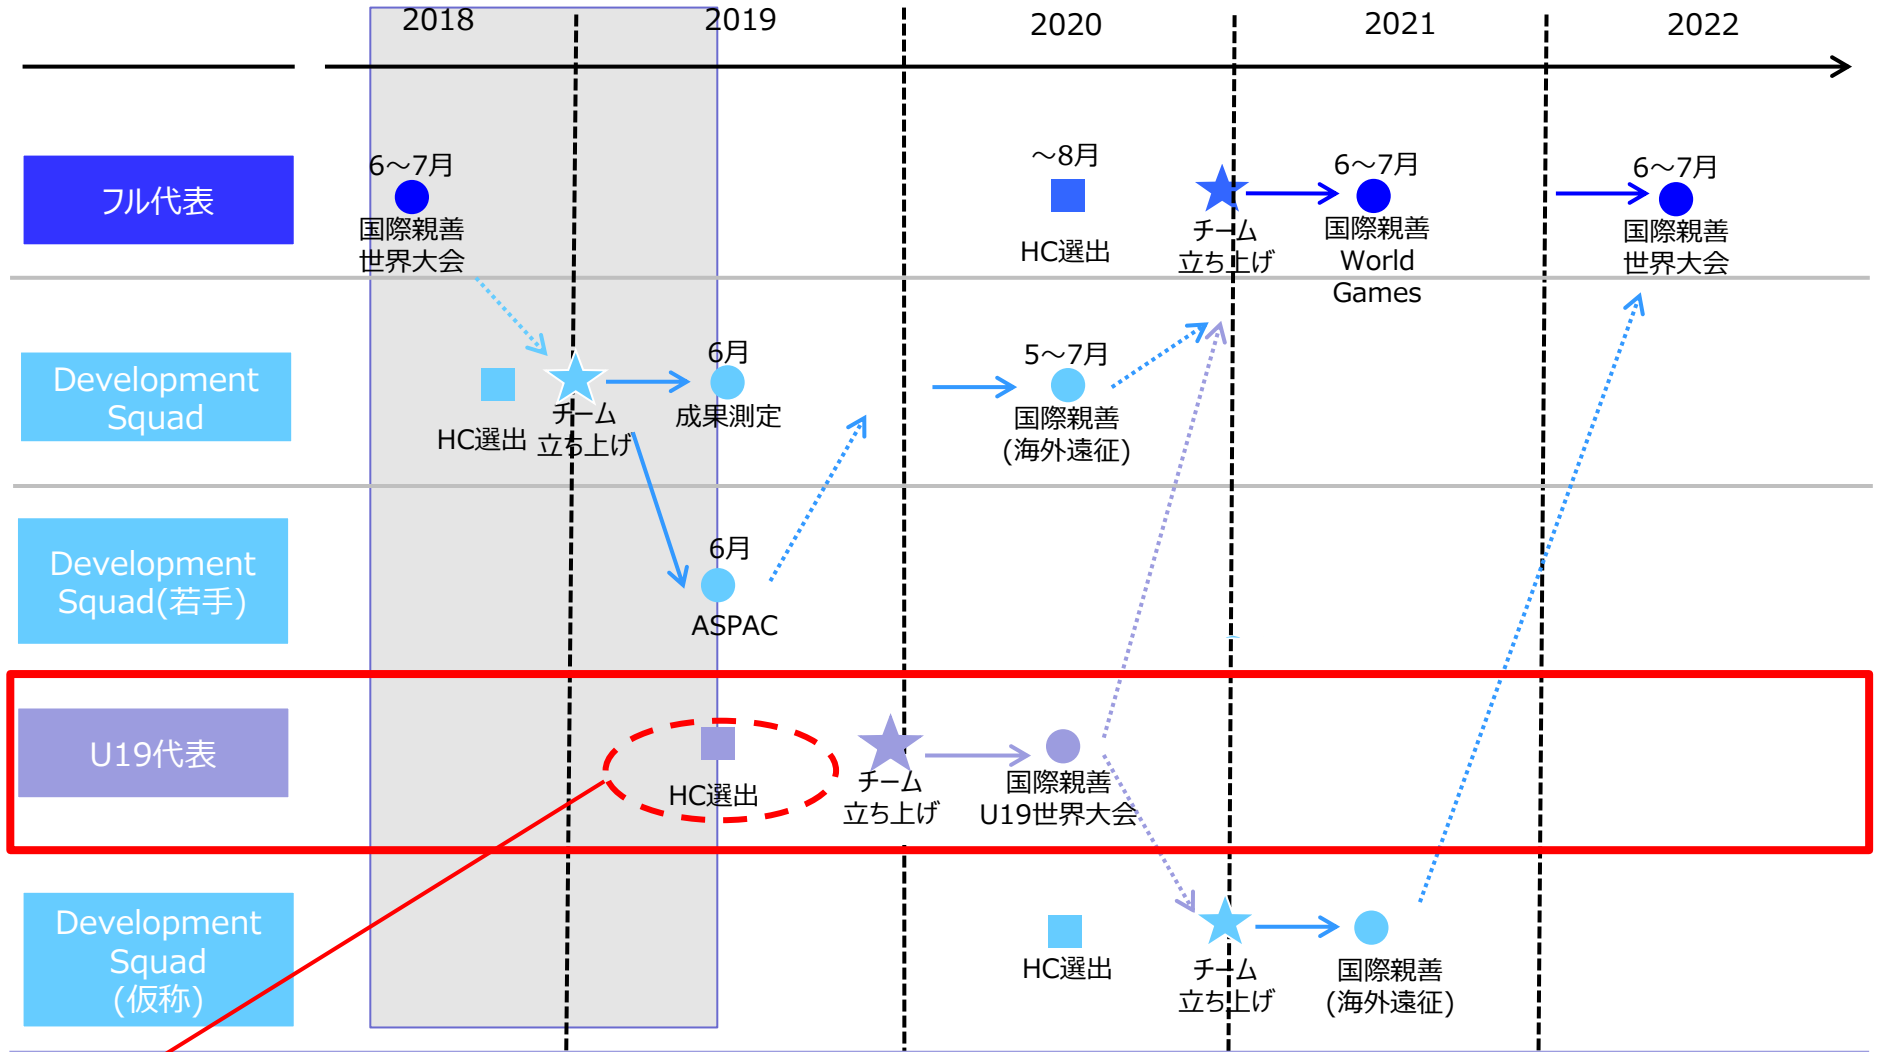 2018
2019
2020
2021
2022
フル代表
6～7月
国際親善
世界大会
～8月
HC選出
チーム
立ち上げ
6～7月
国際親善
World
Games
6～7月
国際親善
世界大会
Development
Squad
HC選出
チーム
立ち上げ
6月
成果測定
5～7月
国際親善
(海外遠征)
Development
Squad(若手)
6月
ASPAC
U19代表
HC選出
チーム
立ち上げ
国際親善
U19世界大会
Development
Squad
(仮称)
HC選出
チーム
立ち上げ
国際親善
(海外遠征)